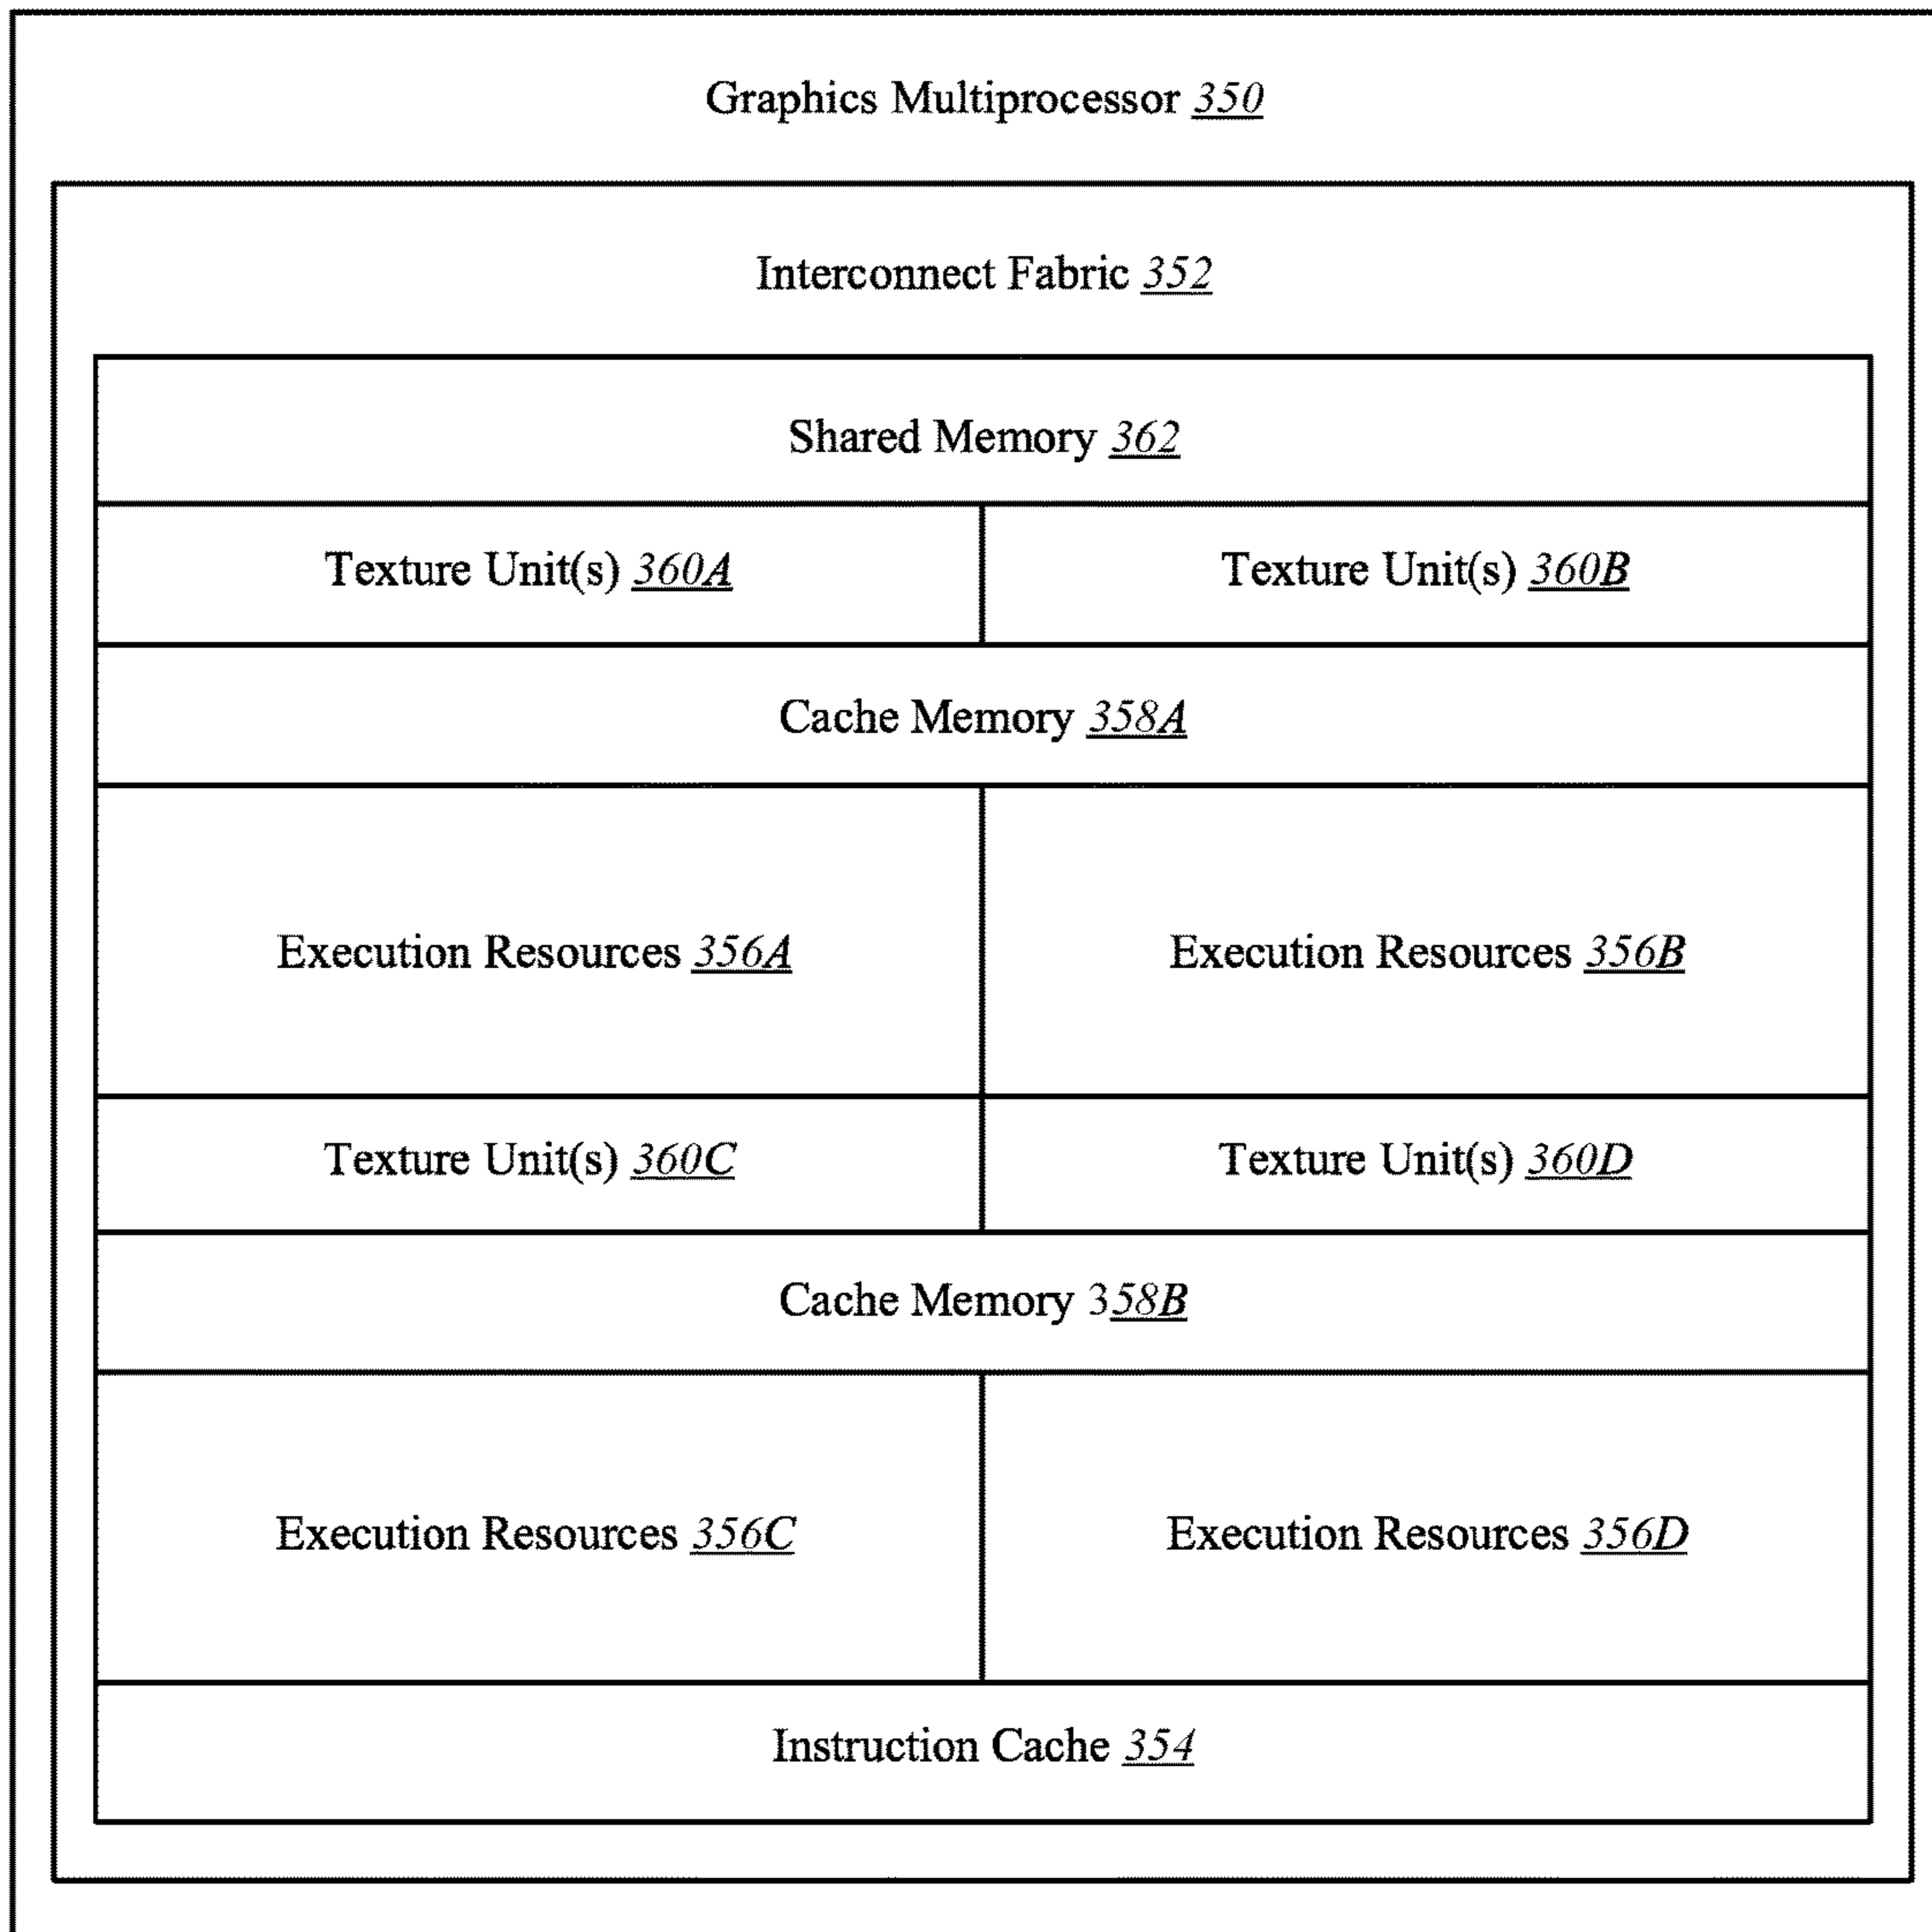 Graphics Multiprocessor 350
Interconnect Fabric 352
Shared Memory 362
Texture Unit(s) 360A
Texture Unit(s) 360B
Cache Memory 358A
Execution Resources 356A
Execution Resources 356B
Texture Unit(s) 360C
Texture Unit(s) 360D
Cache Memory 358B
Execution Resources 356C
Execution Resources 356D
Instruction Cache 354